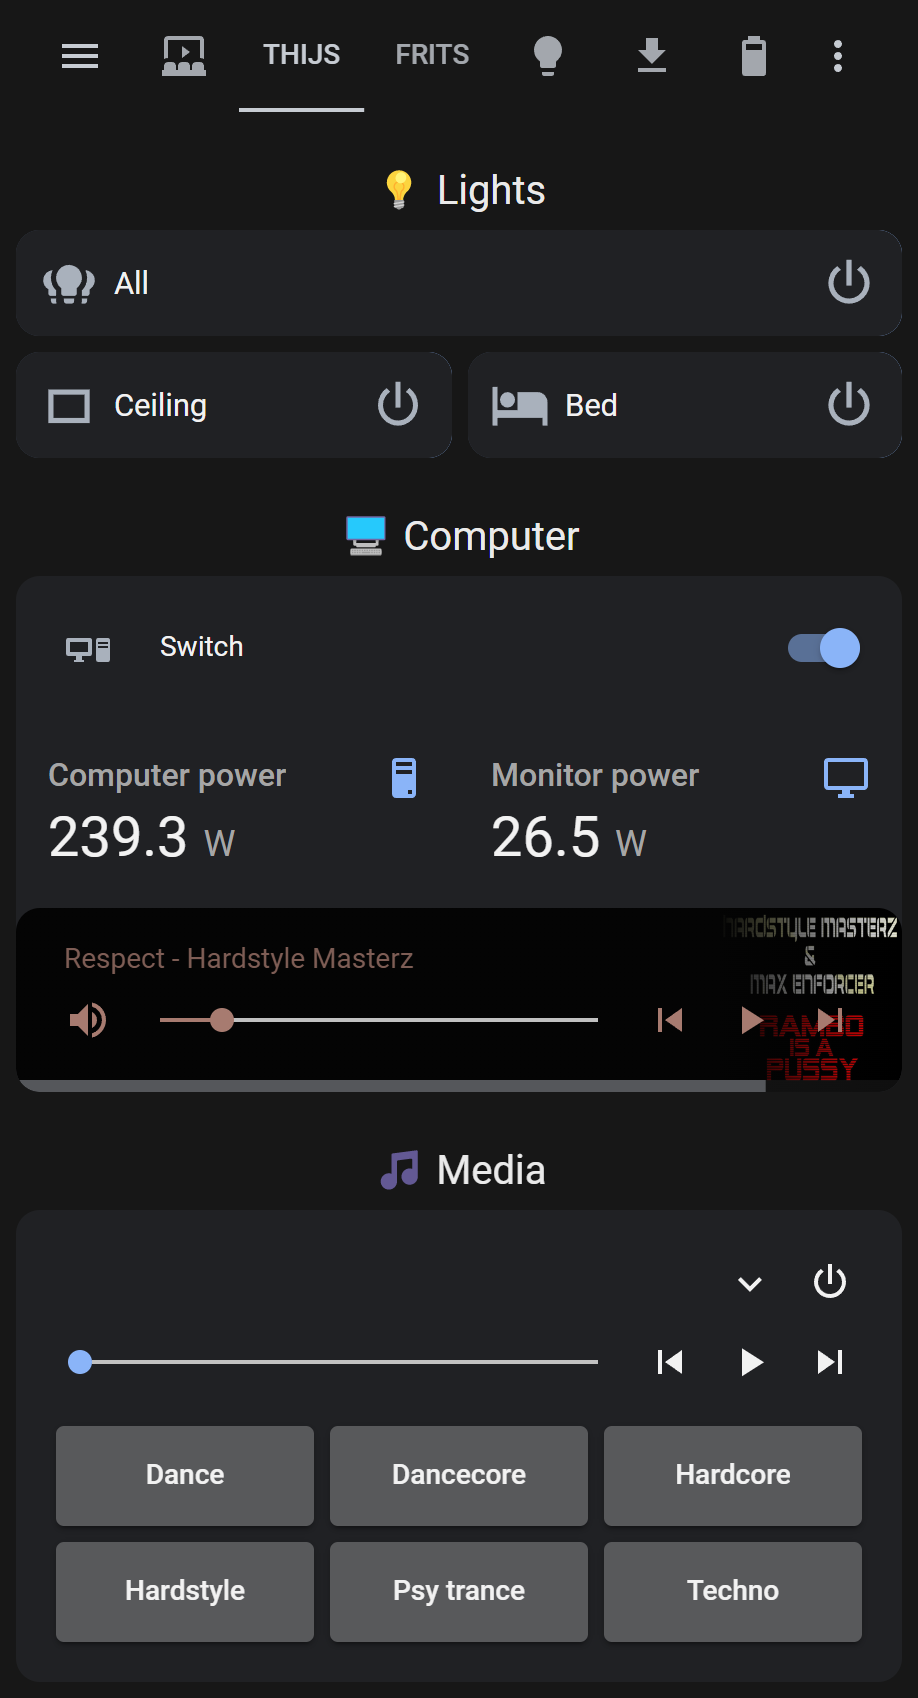 THIJS
FRITS
Lights
All
Ceiling
Bed
Computer
Switch
Computer power
239.3 W
Monitor power
26.5 W
HARDSTYLE MASTERZ
&
MAX ENFORCER
RAMBO
IS A
PUSSY
Respect - Hardstyle Masterz
Media
Dance
Dancecore
Hardcore
Hardstyle
Psy trance
Techno